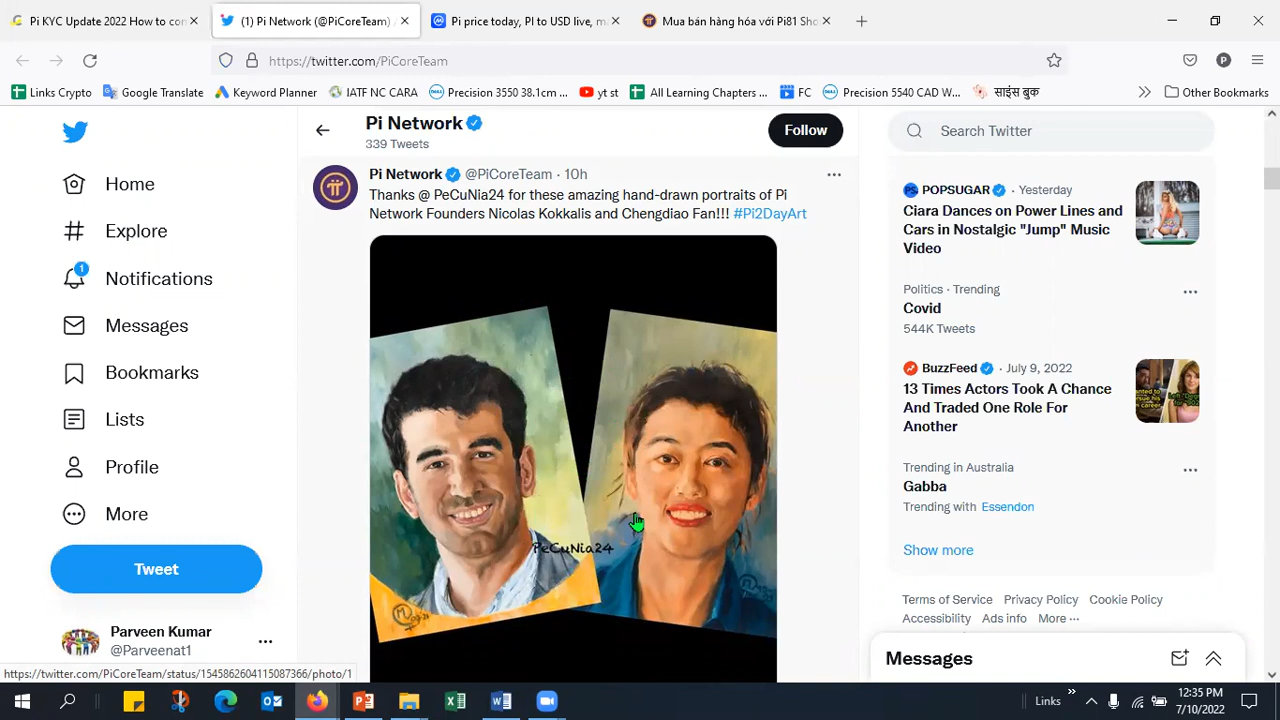 Pi KYC Update 2022 How to con
(1) Pi Network (@PiCoreTeam) /
Pi price today, PI to USD live, m
Mua bán hàng hóa với Pi81 Sho
https://twitter.com/PiCoreTeam
P
Links Crypto
Google Translate
Keyword Planner
IATF NC CARA
Precision 3550 38.1cm ...
yt st
All Learning Chapters ...
FC
Precision 5540 CAD W...
साइंस बुक
Other Bookmarks
Home
Explore
1
Notifications
Messages
Bookmarks
Lists
Profile
More
Tweet
Parveen Kumar
@Parveenat1
Pi Network
339 Tweets
Follow
Pi Network @PiCoreTeam · 10h
Thanks @ PeCuNia24 for these amazing hand-drawn portraits of Pi
Network Founders Nicolas Kokkalis and Chengdiao Fan!!! #Pi2DayArt
PeCuNia24
Search Twitter
POPSUGAR · Yesterday
Ciara Dances on Power Lines and
Cars in Nostalgic "Jump" Music
Video
Politics · Trending
Covid
544K Tweets
BuzzFeed · July 9, 2022
13 Times Actors Took A Chance
And Traded One Role For
Another
Trending in Australia
Gabba
Trending with Essendon
Show more
Terms of Service Privacy Policy Cookie Policy
Accessibility Ads info More ···
Messages
https://twitter.com/PiCoreTeam/status/1545862604115087366/photo/1
Links
12:35 PM
7/10/2022